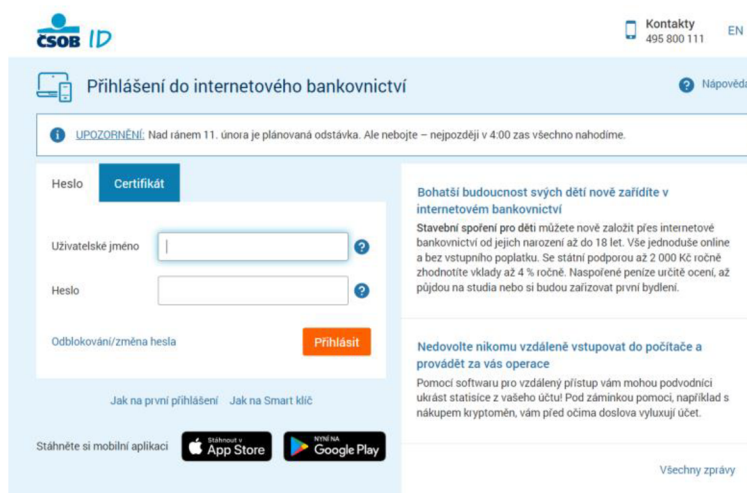 ČSOB ID
Kontakty
495 800 111
EN
Přihlášení do internetového bankovnictví
Nápověda
UPOZORNĚNÍ: Nad ránem 11. února je plánovaná odstávka. Ale nebojte – nejpozději v 4:00 zas všechno nahodíme.
Heslo
Certifikát
Uživatelské jméno
Heslo
Odblokování/změna hesla
Přihlásit
Jak na první přihlášení
Jak na Smart klíč
Stáhněte si mobilní aplikaci
Stáhnout v
App Store
NYNÍ NA
Google Play
Bohatší budoucnost svých dětí nově zařídíte v
internetovém bankovnictví
Stavební spoření pro děti můžete nově založit přes internetové
bankovnictví od jejich narození až do 18 let. Vše jednoduše online
a bez vstupního poplatku. Se státní podporou až 2 000 Kč ročně
zhodnotíte vklady až 4 % ročně. Naspořené peníze určitě ocení, až
půjdou na studia nebo si budou zařizovat první bydlení.
Nedovolte nikomu vzdáleně vstupovat do počítače a
provádět za vás operace
Pomocí softwaru pro vzdálený přístup vám mohou podvodníci
ukrást statisíce z vašeho účtu! Pod záminkou pomoci, například s
nákupem kryptoměn, vám před očima doslova vyluxují účet.
Všechny zprávy